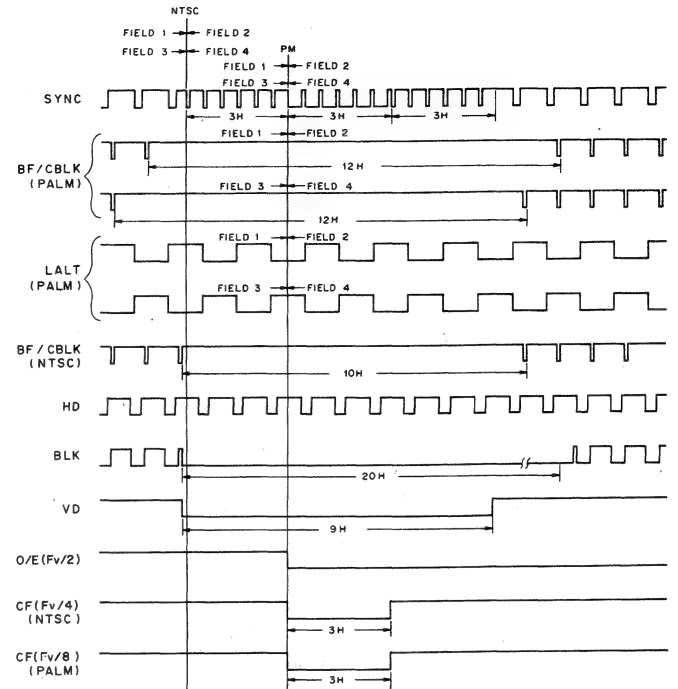 NTSC
FIELD 1 FIELD 2
FIELD 3 FIELD 4
PM
FIELD 1 FIELD 2
FIELD 3 FIELD 4
SYNC
3H 3H 3H
FIELD 1 FIELD 2
BF/CBLK
(PALM)
12H
FIELD 3 FIELD 4
12H
FIELD 1 FIELD 2
LALT
(PALM)
FIELD 3 FIELD 4
BF/CBLK
(NTSC)
10H
HD
BLK
20H
VD
9H
O/E(Fv/2)
CF(Fv/4)
(NTSC)
3H
CF(Fv/8)
(PALM)
3H